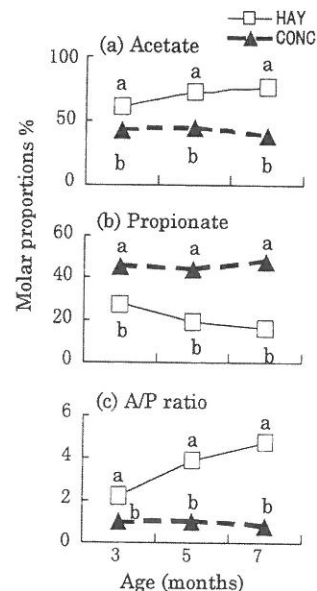 HAY
CONC
(a) Acetate
100
50
0
a
a
a
b
b
b
Molar proportions %
(b) Propionate
60
40
20
0
a
a
a
b
b
b
(c) A/P ratio
6
4
2
0
a
a
a
b
b
b
3
5
7
Age (months)